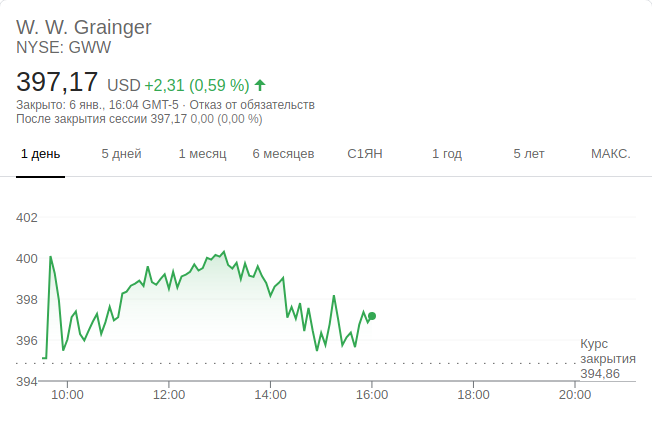 W. W. Grainger
NYSE: GWW
397,17 USD +2,31 (0,59 %)
Закрыто: 6 янв., 16:04 GMT-5 · Отказ от обязательств
После закрытия сессии 397,17 0,00 (0,00 %)
1 день 5 дней 1 месяц 6 месяцев С1ЯН 1 год 5 лет МАКС.
402
400
398
396
Курс
закрытия
394,86
394
10:00 12:00 14:00 16:00 18:00 20:00